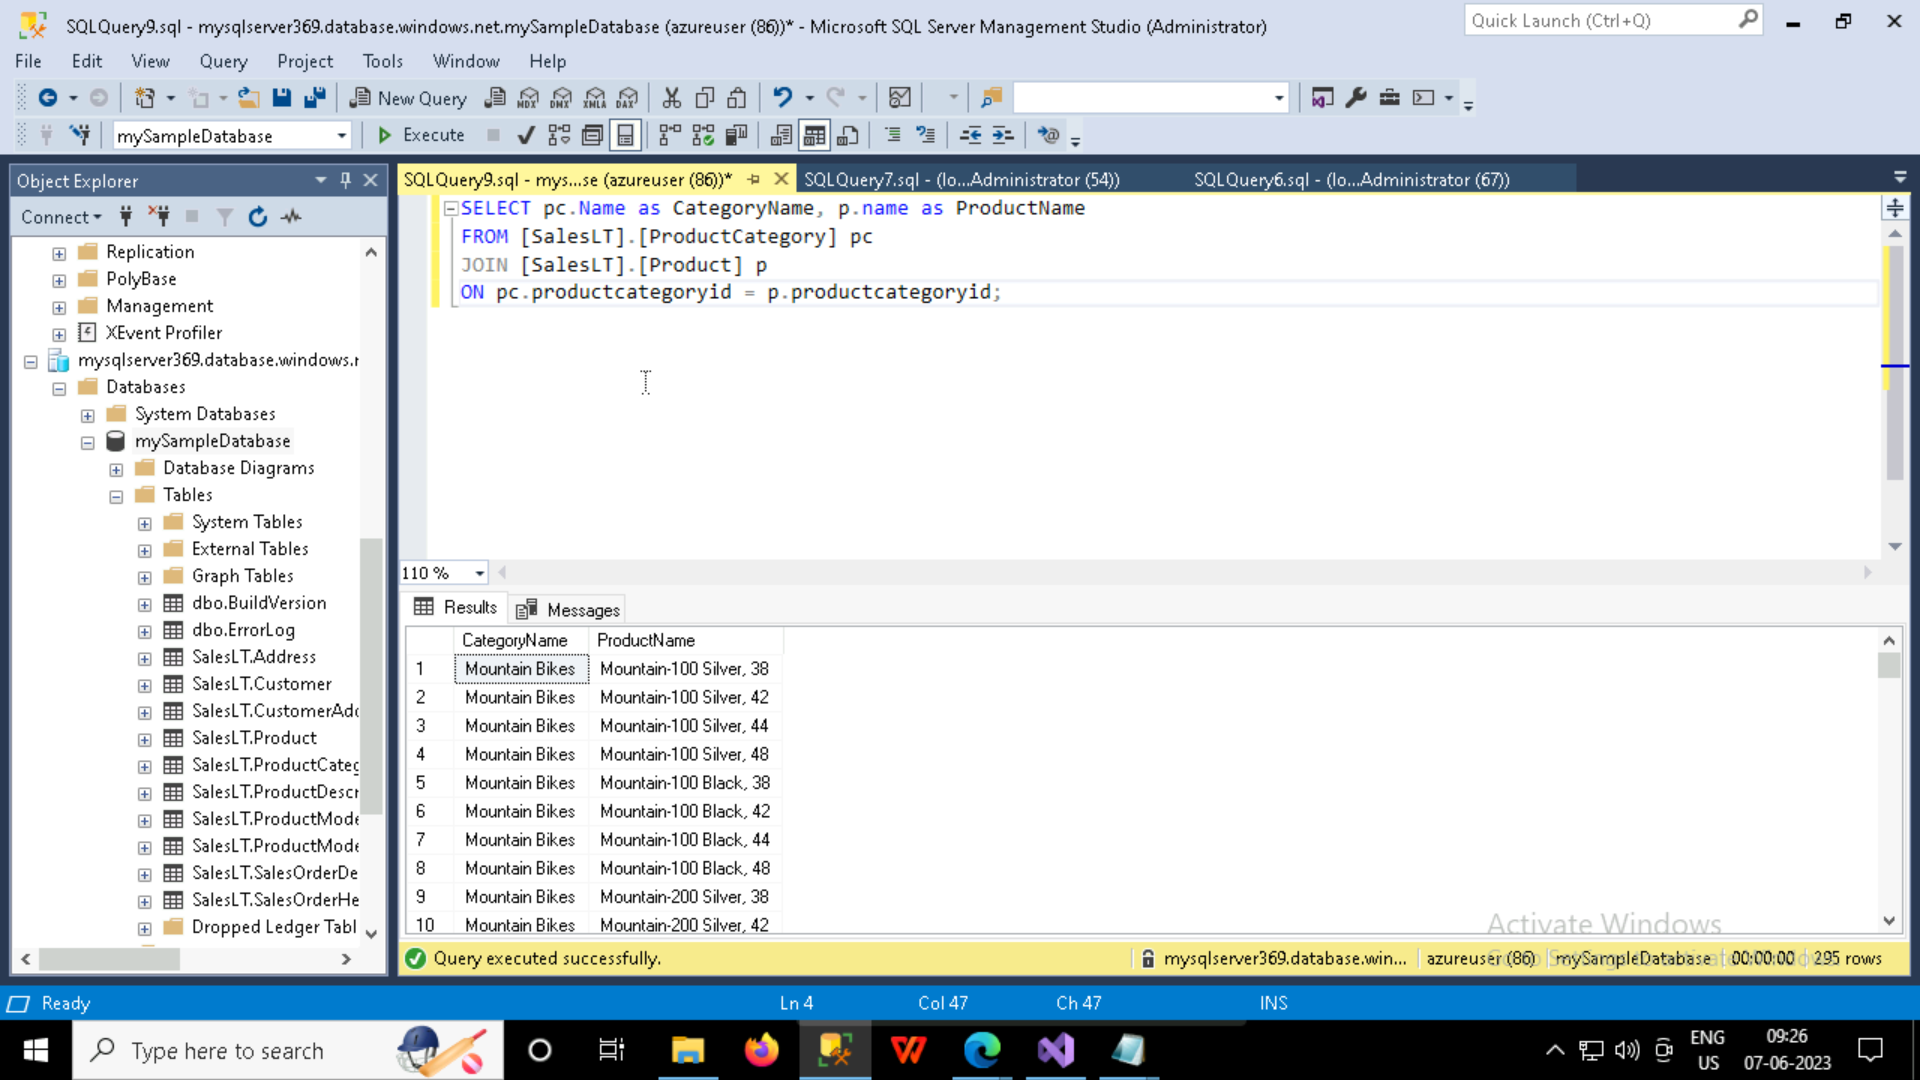 SQLQuery9.sql - mysqlserver369.database.windows.net.mySampleDatabase (azureuser (86))* - Microsoft SQL Server Management Studio (Administrator)
Quick Launch (Ctrl+Q)
File Edit View Query Project Tools Window Help
New Query
MDX DMX XMLA DAX
mySampleDatabase
Execute
Object Explorer
SQLQuery9.sql - mys...se (azureuser (86))*
SQLQuery7.sql - (lo...Administrator (54))
SQLQuery6.sql - (lo...Administrator (67))
Connect
Replication
PolyBase
Management
XEvent Profiler
mysqlserver369.database.windows.r
Databases
System Databases
mySampleDatabase
Database Diagrams
Tables
System Tables
External Tables
Graph Tables
dbo.BuildVersion
dbo.ErrorLog
SalesLT.Address
SalesLT.Customer
SalesLT.CustomerAdc
SalesLT.Product
SalesLT.ProductCateg
SalesLT.ProductDescr
SalesLT.ProductMode
SalesLT.ProductMode
SalesLT.SalesOrderDe
SalesLT.SalesOrderHe
Dropped Ledger Tabl
SELECT pc.Name as CategoryName, p.name as ProductName
FROM [SalesLT].[ProductCategory] pc
JOIN [SalesLT].[Product] p
ON pc.productcategoryid = p.productcategoryid;
110 %
Results Messages
CategoryName ProductName
1 Mountain Bikes Mountain-100 Silver, 38
2 Mountain Bikes Mountain-100 Silver, 42
3 Mountain Bikes Mountain-100 Silver, 44
4 Mountain Bikes Mountain-100 Silver, 48
5 Mountain Bikes Mountain-100 Black, 38
6 Mountain Bikes Mountain-100 Black, 42
7 Mountain Bikes Mountain-100 Black, 44
8 Mountain Bikes Mountain-100 Black, 48
9 Mountain Bikes Mountain-200 Silver, 38
10 Mountain Bikes Mountain-200 Silver, 42
Activate Windows
Query executed successfully.
mysqlserver369.database.win... azureuser (86) mySampleDatabase 00:00:00 295 rows
Ready
Ln 4 Col 47 Ch 47 INS
Type here to search
ENG
US
09:26
07-06-2023